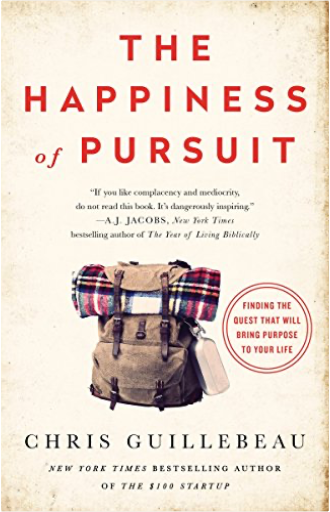 THE
HAPPINESS
of PURSUIT
"If you like complacency and mediocrity,
do not read this book. It's dangerously inspiring."
—A.J. JACOBS, New York Times
bestselling author of The Year of Living Biblically
FINDING THE
QUEST THAT WILL
BRING PURPOSE
TO YOUR LIFE
CHRIS GUILLEBEAU
NEW YORK TIMES BESTSELLING AUTHOR
OF THE $100 STARTUP